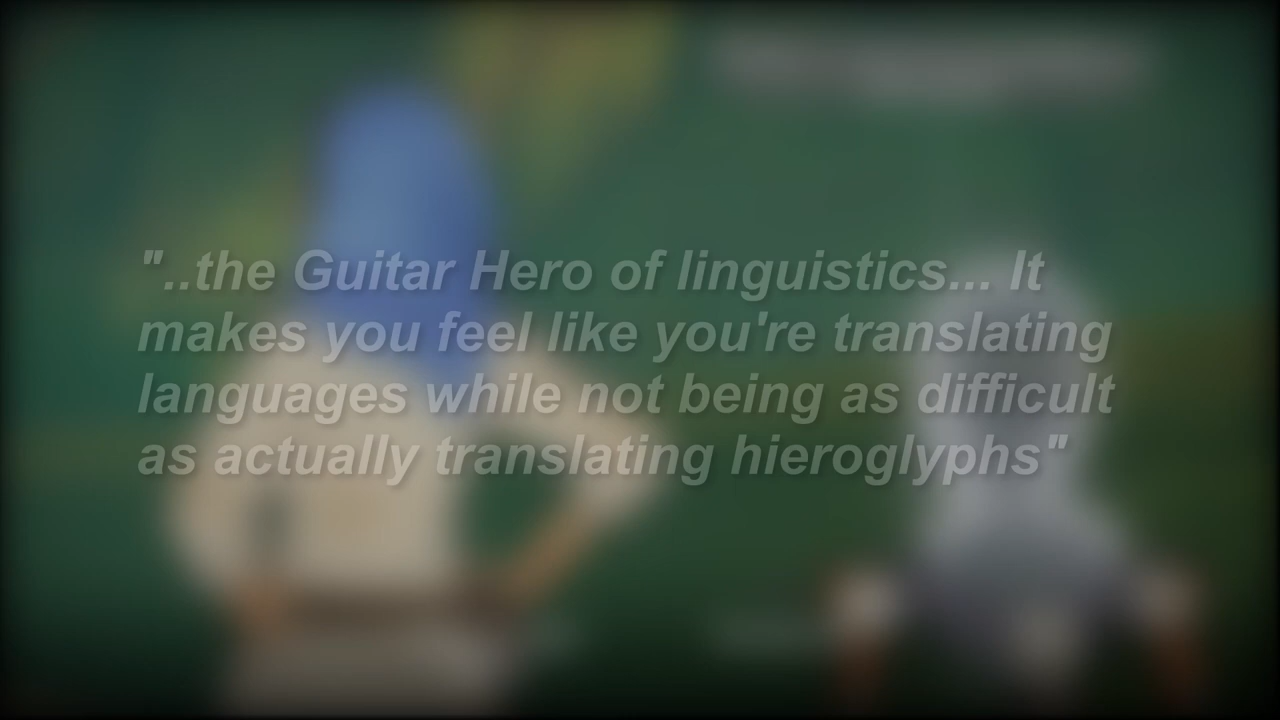 "..the Guitar Hero of linguistics... It
makes you feel like you're translating
languages while not being as difficult
as actually translating hieroglyphs"